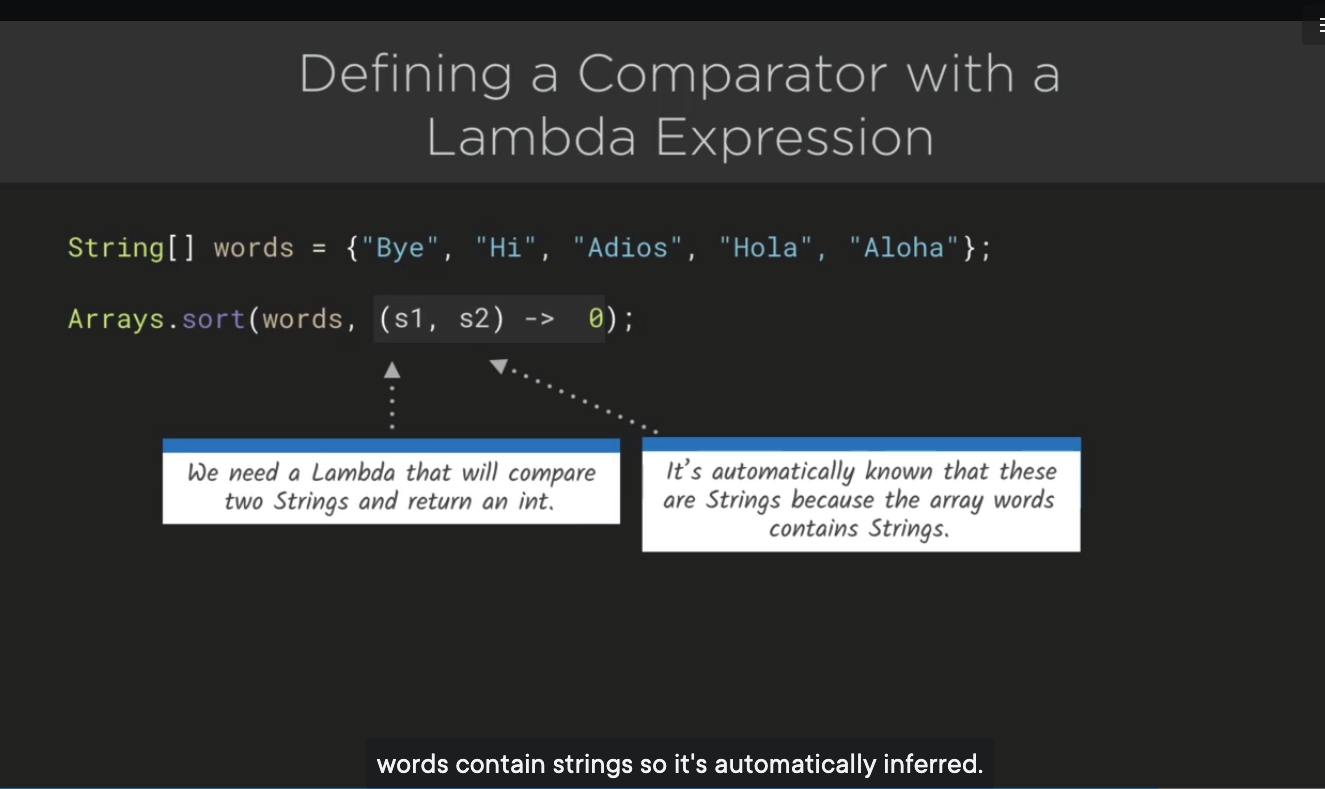 Defining a Comparator with a
Lambda Expression
String[] words = {"Bye", "Hi", "Adios", "Hola", "Aloha"};
Arrays.sort(words, (s1, s2) -> 0);
We need a Lambda that will compare
two Strings and return an int.
It's automatically known that these
are Strings because the array words
contains Strings.
words contain strings so it's automatically inferred.